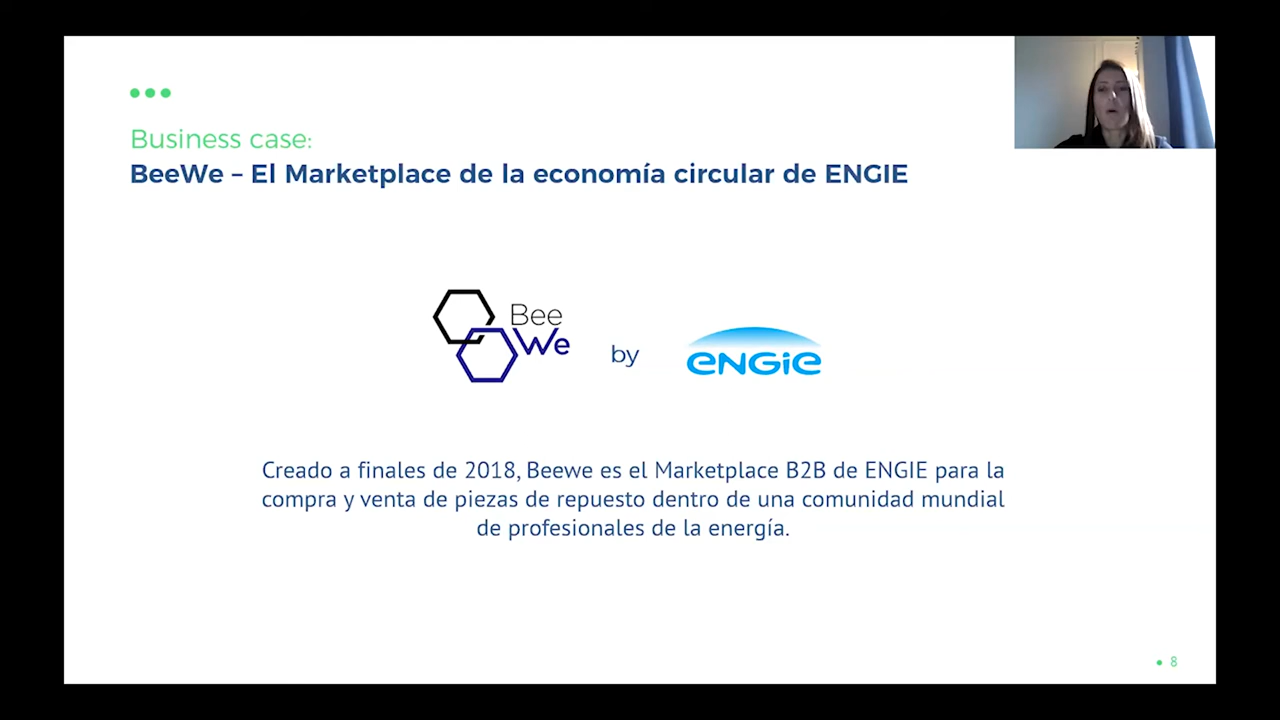 Business case:
BeeWe – El Marketplace de la economía circular de ENGIE
Bee
We
by
ENGIE
Creado a finales de 2018, Beewe es el Marketplace B2B de ENGIE para la
compra y venta de piezas de repuesto dentro de una comunidad mundial
de profesionales de la energía.
8